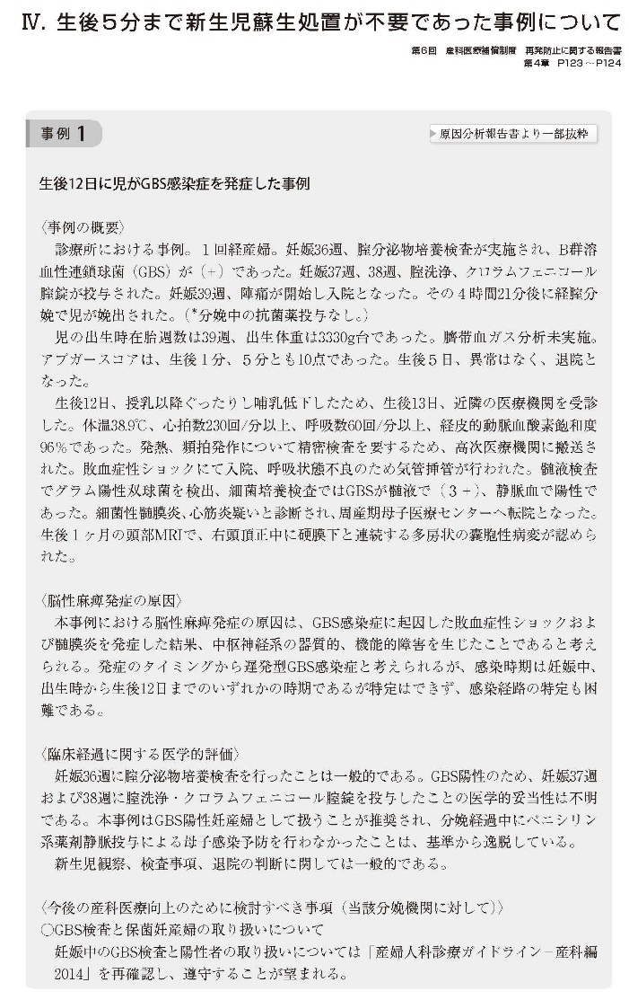 Ⅳ. 生後５分まで新生児蘇生処置が不要であった事例について
第6回　産科医療補償制度　再発防止に関する報告書
第4章　P123～P124
事例 1
原因分析報告書より一部抜粋
生後12日に児がGBS感染症を発症した事例
〈事例の概要〉
診療所における事例。１回経産婦。妊娠36週、腟分泌物培養検査が実施され、B群溶
血性連鎖球菌（GBS）が（＋）であった。妊娠37週、38週、腟洗浄、クロラムフェニコール
腟錠が投与された。妊娠39週、陣痛が開始し入院となった。その４時間21分後に経腟分
娩で児が娩出された。（*分娩中の抗菌薬投与なし。）
児の出生時在胎週数は39週、出生体重は3330g台であった。臍帯血ガス分析未実施。
アプガースコアは、生後１分、５分とも10点であった。生後５日、異常はなく、退院と
なった。
生後12日、授乳以降ぐったりし哺乳低下したため、生後13日、近隣の医療機関を受診
した。体温38.9℃、心拍数230回/分以上、呼吸数60回/分以上、経皮的動脈血酸素飽和度
96％であった。発熱、頻拍発作について精密検査を要するため、高次医療機関に搬送さ
れた。敗血症性ショックにて入院、呼吸状態不良のため気管挿管が行われた。髄液検査
でグラム陽性双球菌を検出、細菌培養検査ではGBSが髄液で（３＋）、静脈血で陽性で
あった。細菌性髄膜炎、心筋炎疑いと診断され、周産期母子医療センターへ転院となった。
生後１ヶ月の頭部MRIで、右頭頂正中に硬膜下と連続する多房状の嚢胞性病変が認めら
れた。
〈脳性麻痺発症の原因〉
本事例における脳性麻痺発症の原因は、GBS感染症に起因した敗血症性ショックおよ
び髄膜炎を発症した結果、中枢神経系の器質的、機能的障害を生じたことであると考え
られる。発症のタイミングから遅発型GBS感染症と考えられるが、感染時期は妊娠中、
出生時から生後12日までのいずれかの時期であるが特定はできず、感染経路の特定も困
難である。
〈臨床経過に関する医学的評価〉
妊娠36週に腟分泌物培養検査を行ったことは一般的である。GBS陽性のため、妊娠37週
および38週に腟洗浄・クロラムフェニコール腟錠を投与したことの医学的妥当性は不明
である。本事例はGBS陽性妊産婦として扱うことが推奨され、分娩経過中にペニシリン
系薬剤静脈投与による母子感染予防を行わなかったことは、基準から逸脱している。
新生児観察、検査事項、退院の判断に関しては一般的である。
〈今後の産科医療向上のために検討すべき事項（当該分娩機関に対して）〉
○GBS検査と保菌妊産婦の取り扱いについて
妊娠中のGBS検査と陽性者の取り扱いについては「産婦人科診療ガイドライン－産科編
2014」を再確認し、遵守することが望まれる。